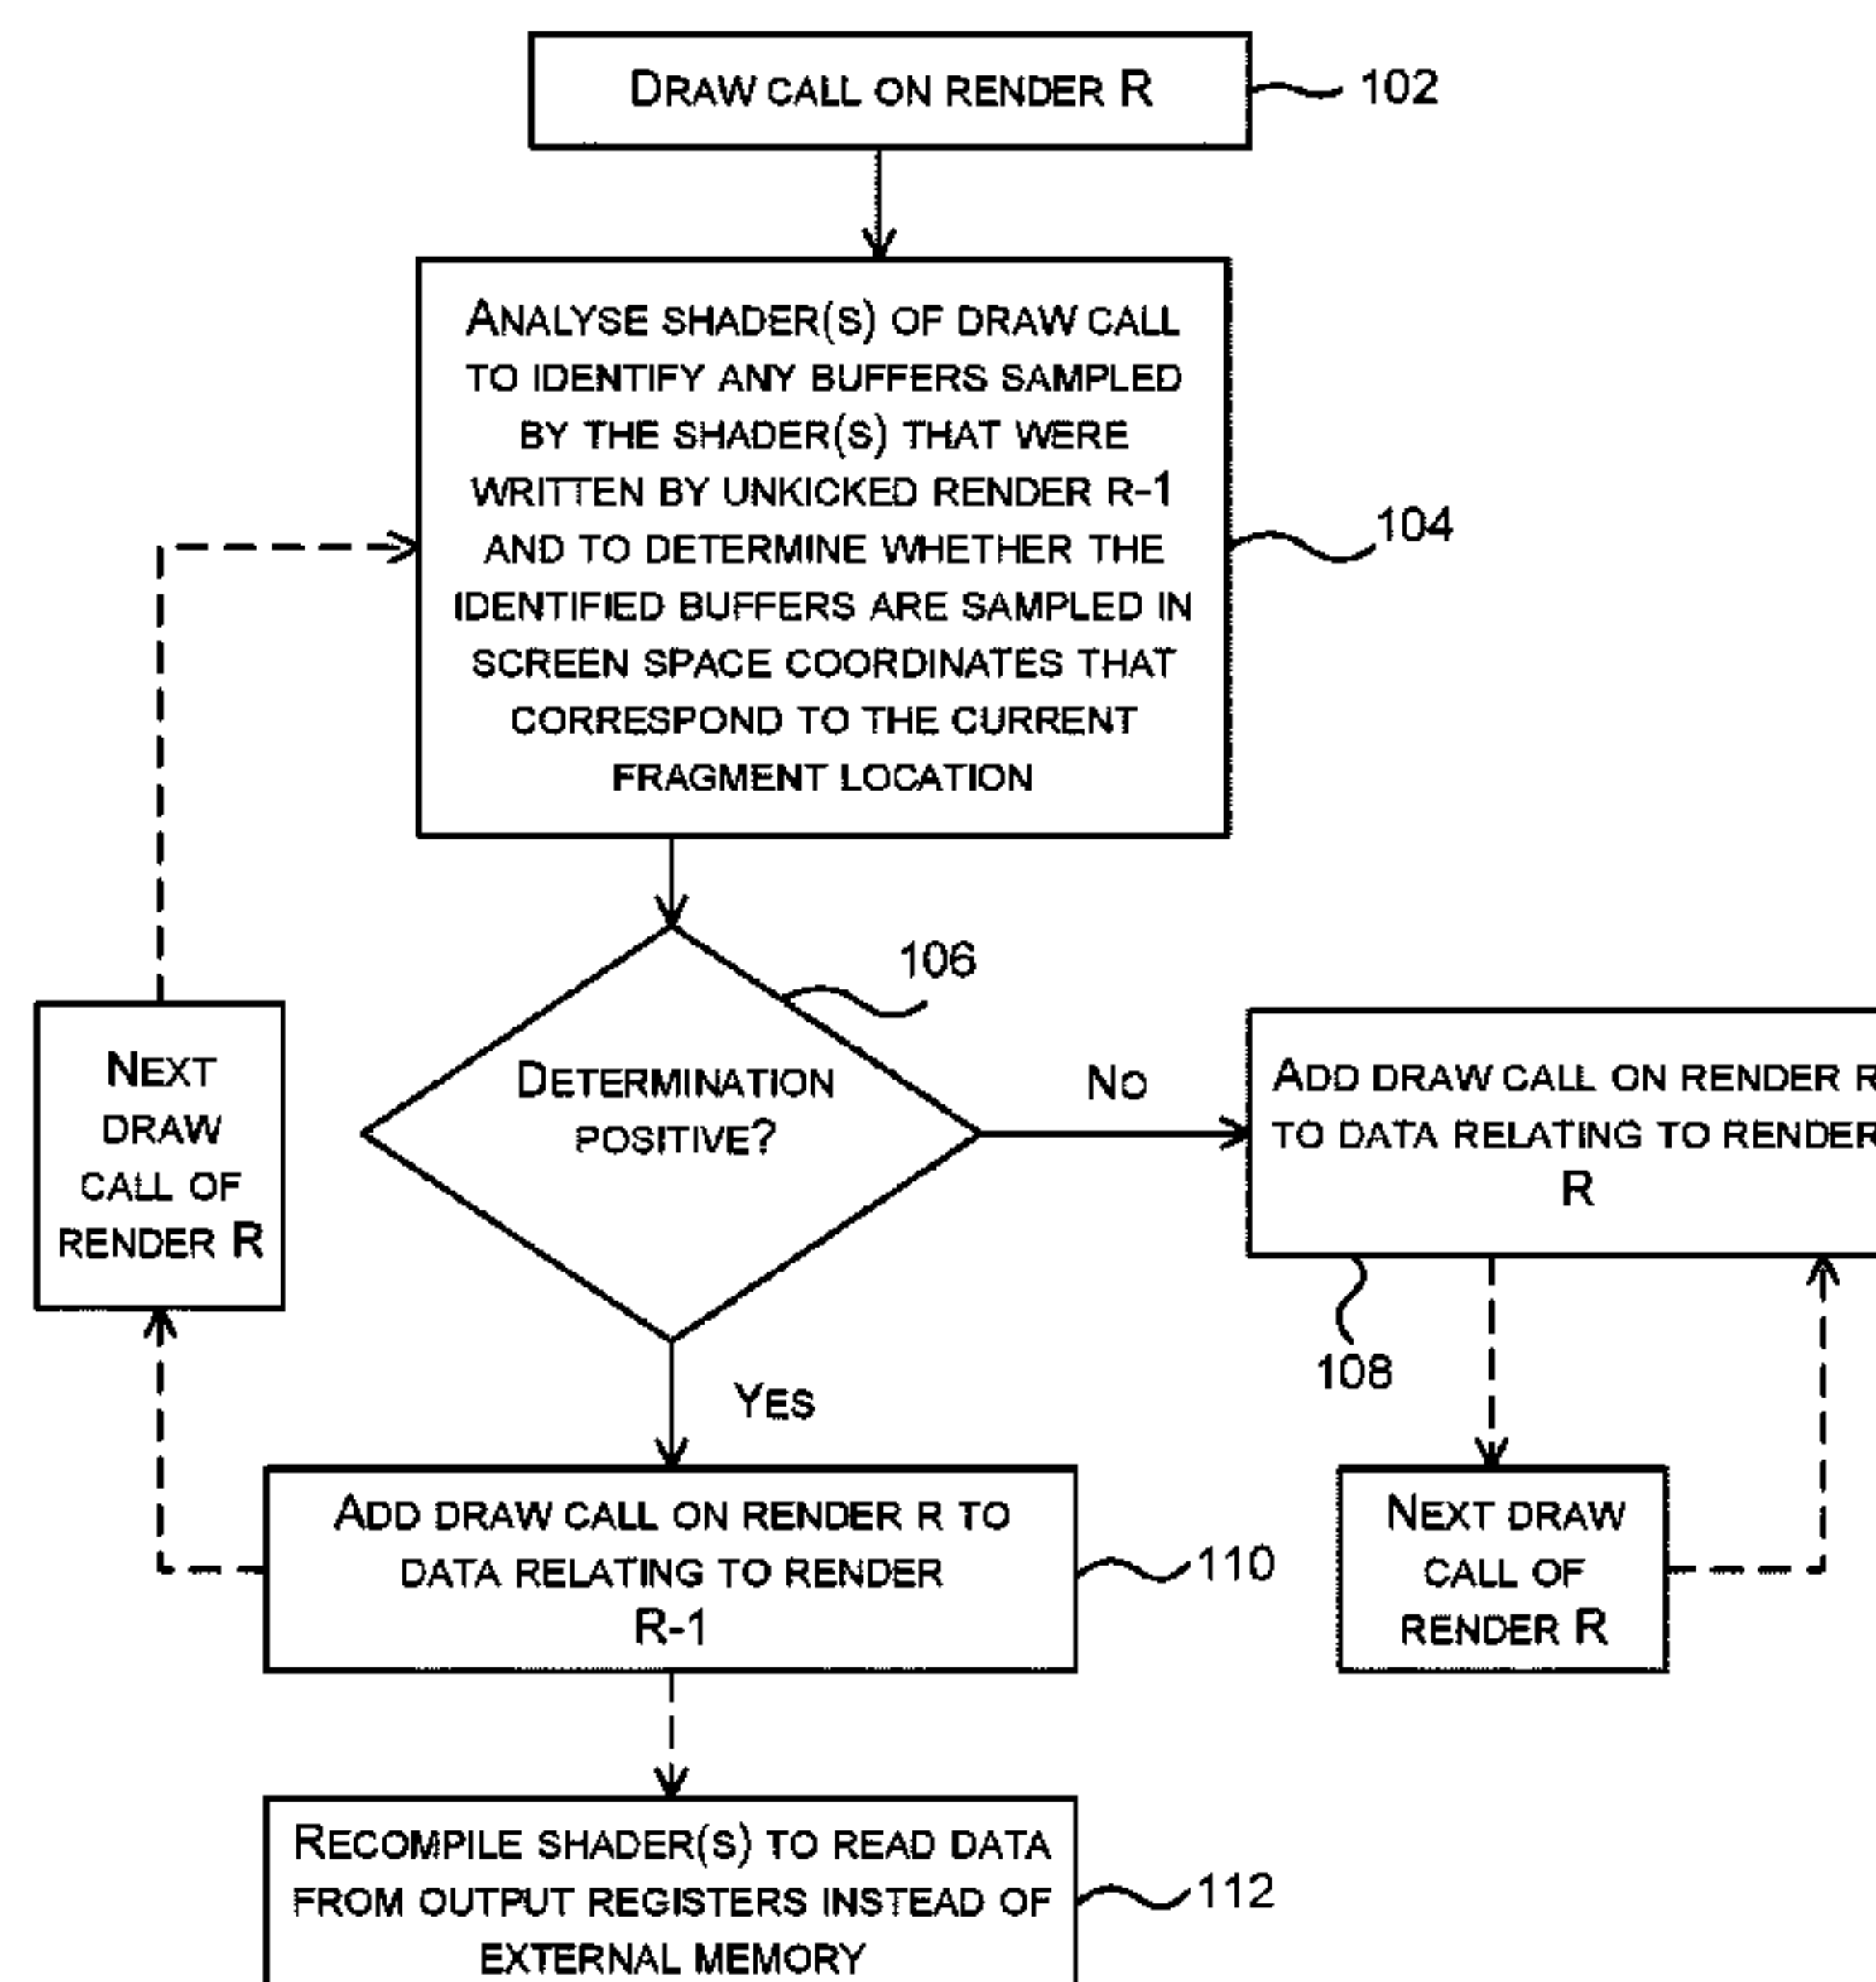 DRAW CALL ON RENDER R
102
ANALYSE SHADER(S) OF DRAW CALL
TO IDENTIFY ANY BUFFERS SAMPLED
BY THE SHADER(S) THAT WERE
WRITTEN BY UNKICKED RENDER R-1
AND TO DETERMINE WHETHER THE
IDENTIFIED BUFFERS ARE SAMPLED IN
SCREEN SPACE COORDINATES THAT
CORRESPOND TO THE CURRENT
FRAGMENT LOCATION
104
106
DETERMINATION
POSITIVE?
NO
ADD DRAW CALL ON RENDER R
TO DATA RELATING TO RENDER
R
108
NEXT
DRAW
CALL OF
RENDER R
YES
ADD DRAW CALL ON RENDER R TO
DATA RELATING TO RENDER
R-1
110
NEXT DRAW
CALL OF
RENDER R
RECOMPILE SHADER(S) TO READ DATA
FROM OUTPUT REGISTERS INSTEAD OF
EXTERNAL MEMORY
112